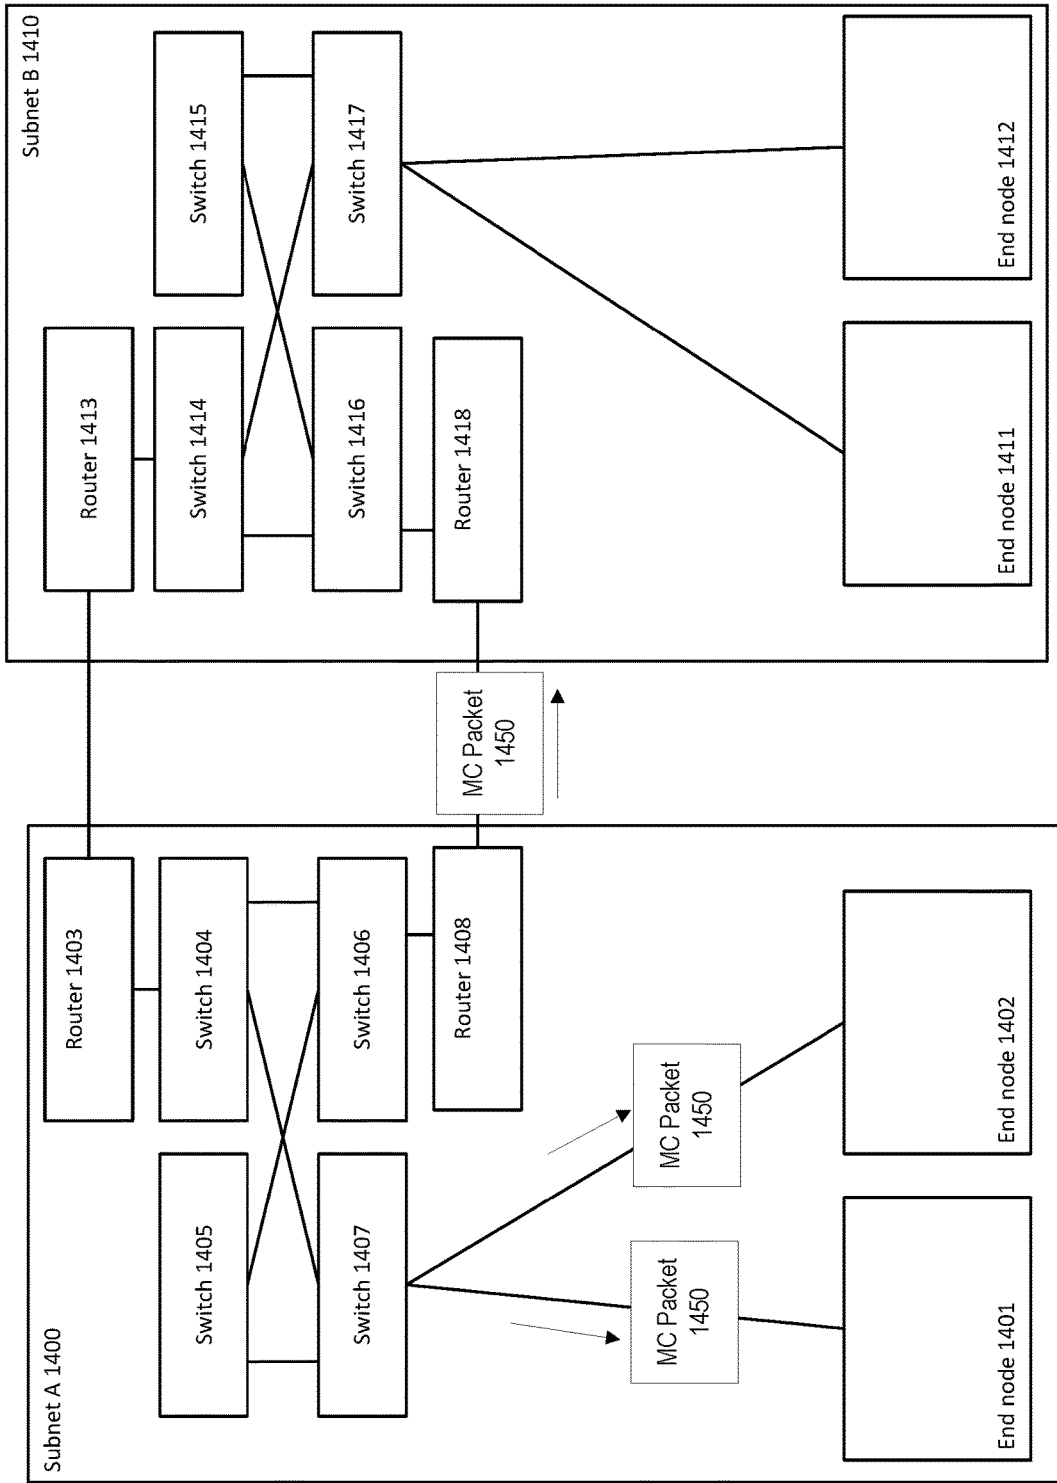 Subnet A 1400
Router 1403
Switch 1405
Switch 1404
Switch 1407
Switch 1406
Router 1408
MC Packet
1450
MC Packet
1450
End node 1401
End node 1402
MC Packet
1450
Subnet B 1410
Router 1413
Switch 1414
Switch 1415
Switch 1416
Switch 1417
Router 1418
End node 1411
End node 1412